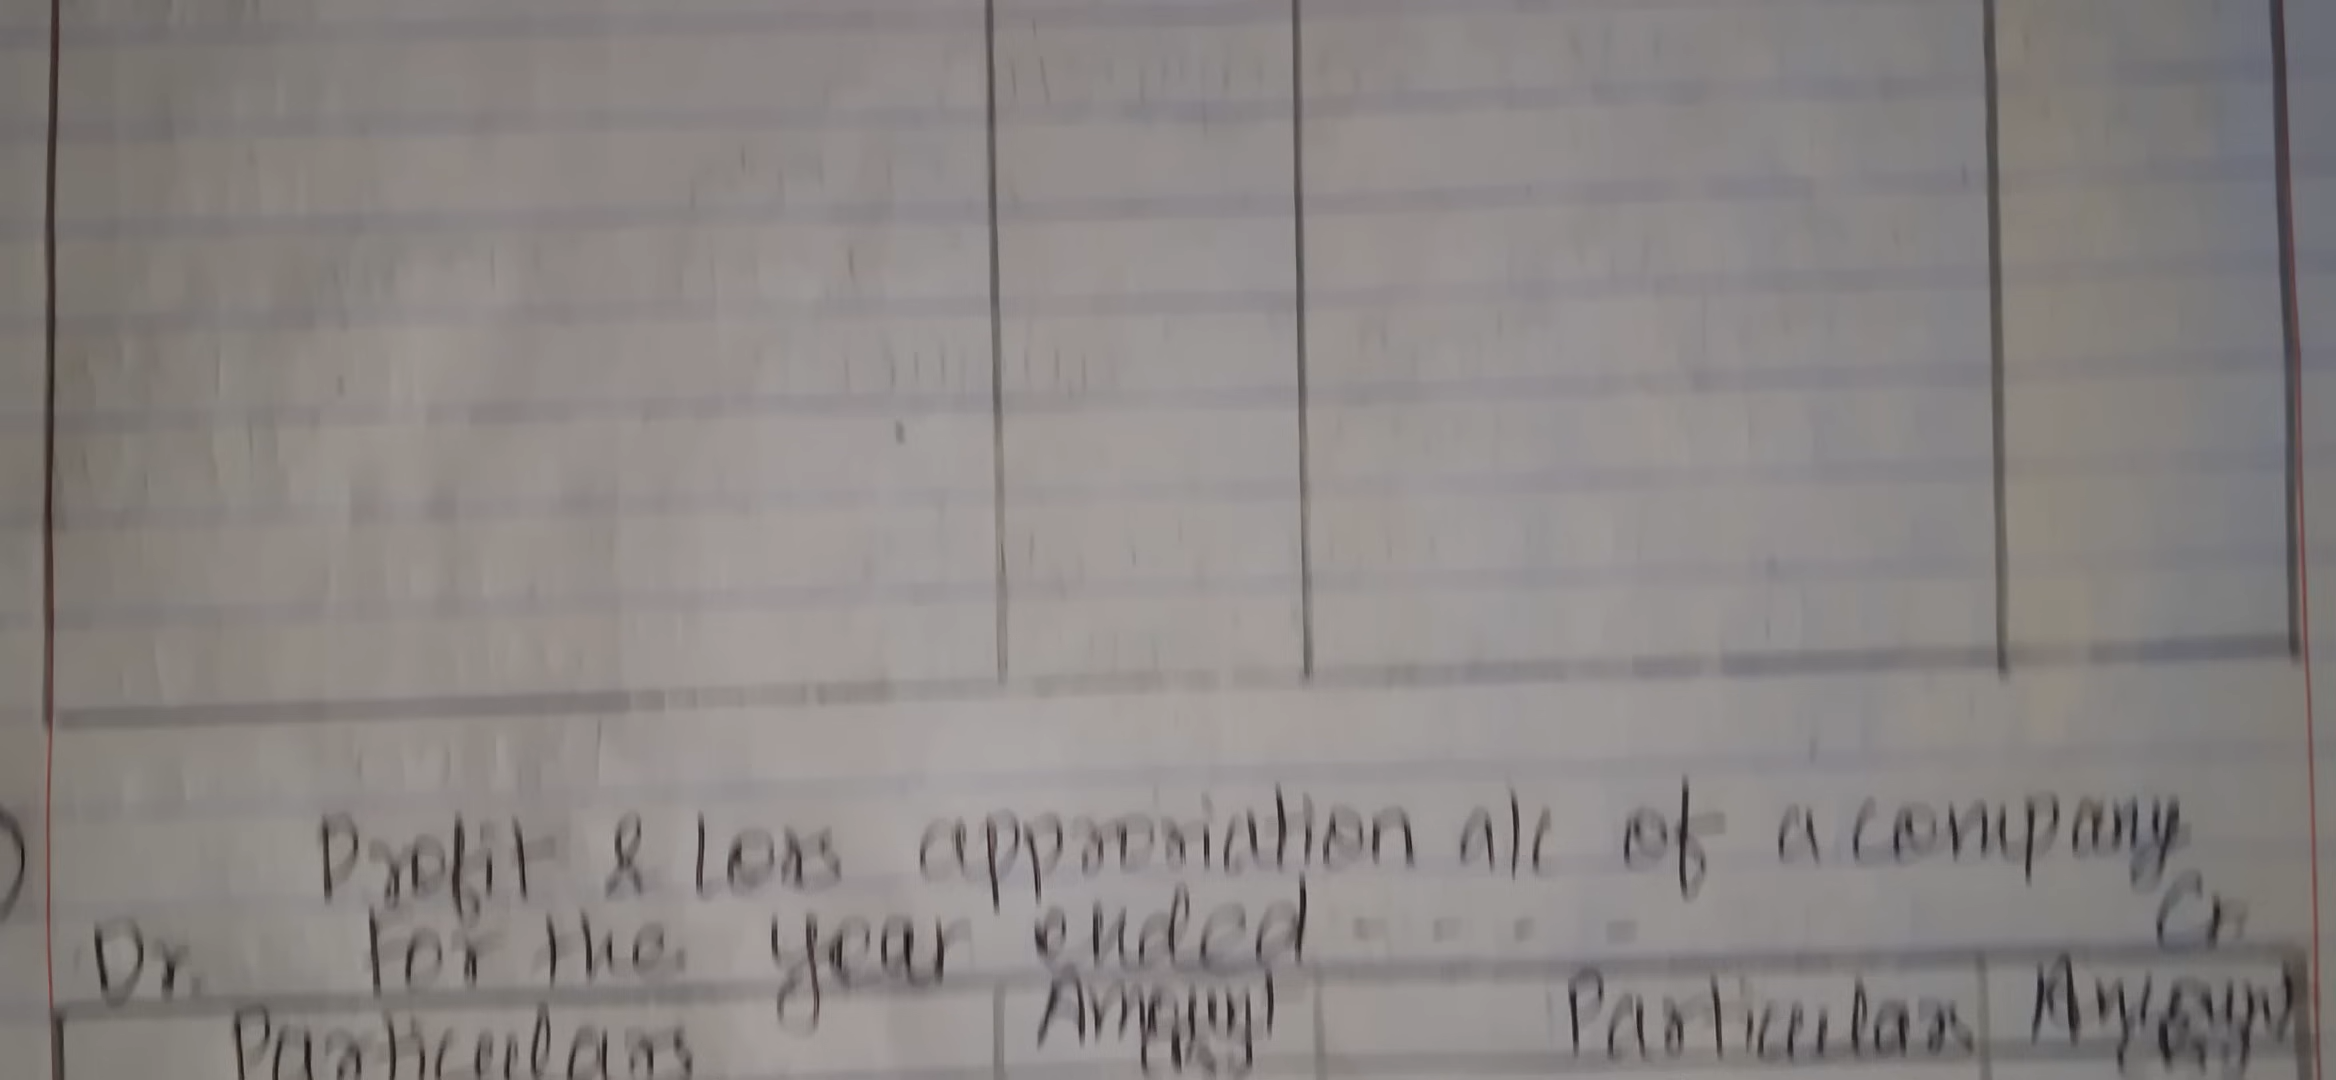 Profit & Loss appropriation a/c of a company
Dr. For the year ended - - - - Cr.
Particulars Amount Particulars Amount